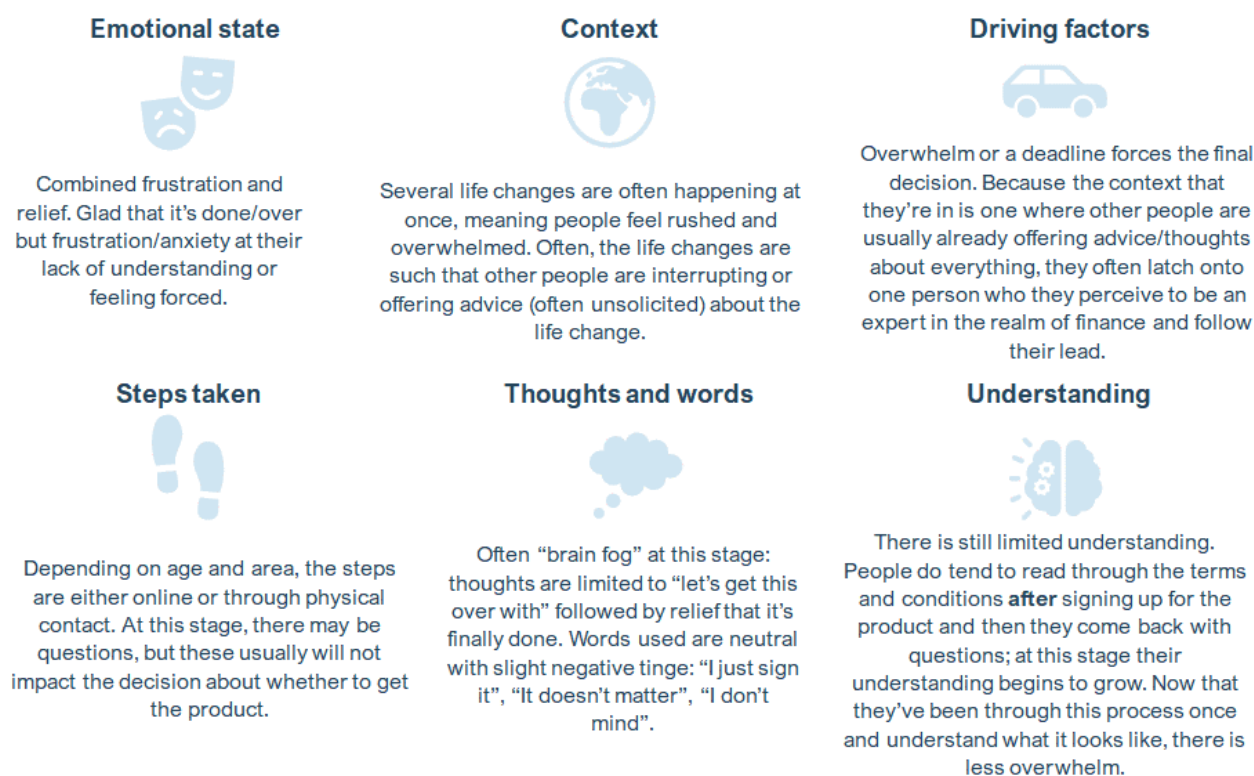 Emotional state
Combined frustration and
relief. Glad that it's done/over
but frustration/anxiety at their
lack of understanding or
feeling forced.
Context
Several life changes are often happening at
once, meaning people feel rushed and
overwhelmed. Often, the life changes are
such that other people are interrupting or
offering advice (often unsolicited) about the
life change.
Driving factors
Overwhelm or a deadline forces the final
decision. Because the context that
they're in is one where other people are
usually already offering advice/thoughts
about everything, they often latch onto
one person who they perceive to be an
expert in the realm of finance and follow
their lead.
Steps taken
Depending on age and area, the steps
are either online or through physical
contact. At this stage, there may be
questions, but these usually will not
impact the decision about whether to get
the product.
Thoughts and words
Often “brain fog” at this stage:
thoughts are limited to “let's get this
over with” followed by relief that it's
finally done. Words used are neutral
with slight negative tinge: “I just sign
it”, “It doesn't matter”, “I don't
mind”.
Understanding
There is still limited understanding.
People do tend to read through the terms
and conditions after signing up for the
product and then they come back with
questions; at this stage their
understanding begins to grow. Now that
they've been through this process once
and understand what it looks like, there is
less overwhelm.